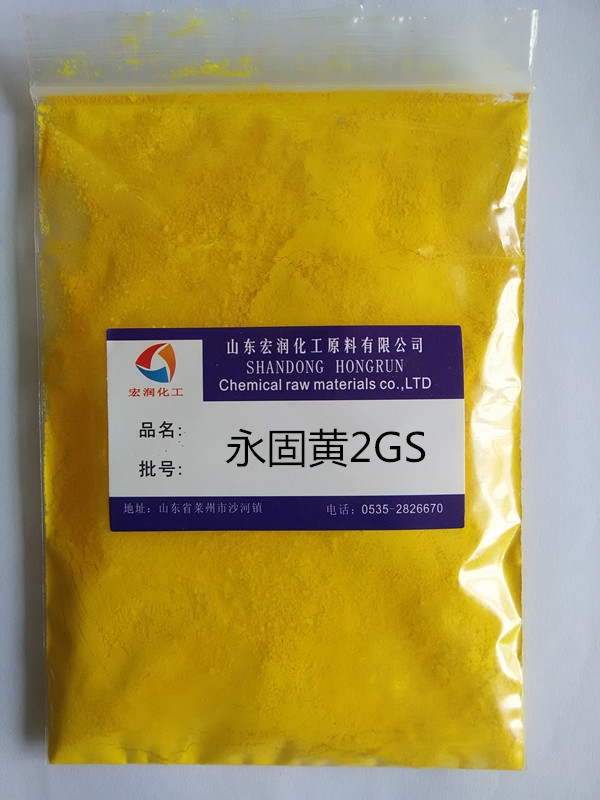 山东宏润化工原料有限公司
SHANDONG HONGRUN
Chemical raw materials co.,LTD
宏润化工
品名:
永固黄2GS
批号:
地址：山东省莱州市沙河镇
电话：0535-2826670